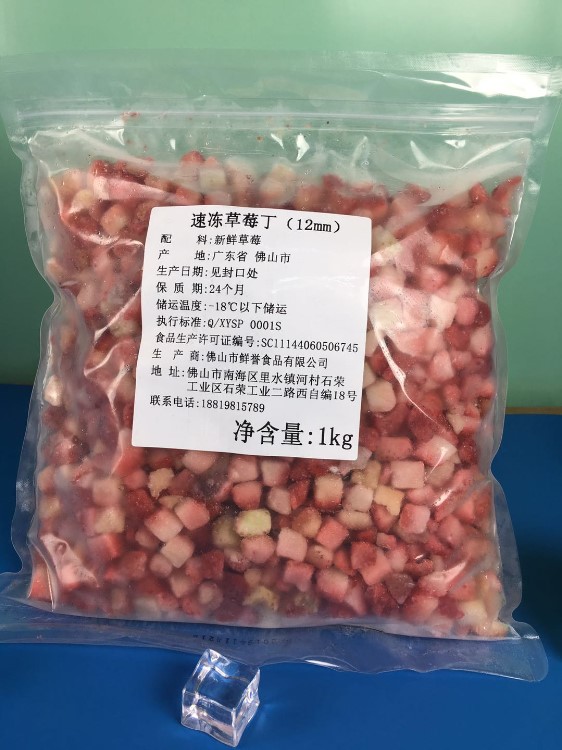 速冻草莓丁（12mm）
配 料:新鲜草莓
产 地:广东省 佛山市
生产日期:见封口处
保 质 期:24个月
储运温度:-18℃以下储运
执行标准:Q/XYSP 0001S
食品生产许可证编号:SC11144060506745
生 产 商:佛山市鲜誉食品有限公司
地 址:佛山市南海区里水镇河村石荣
工业区石荣工业二路西自编18号
联系电话:18819815789
净含量:1kg